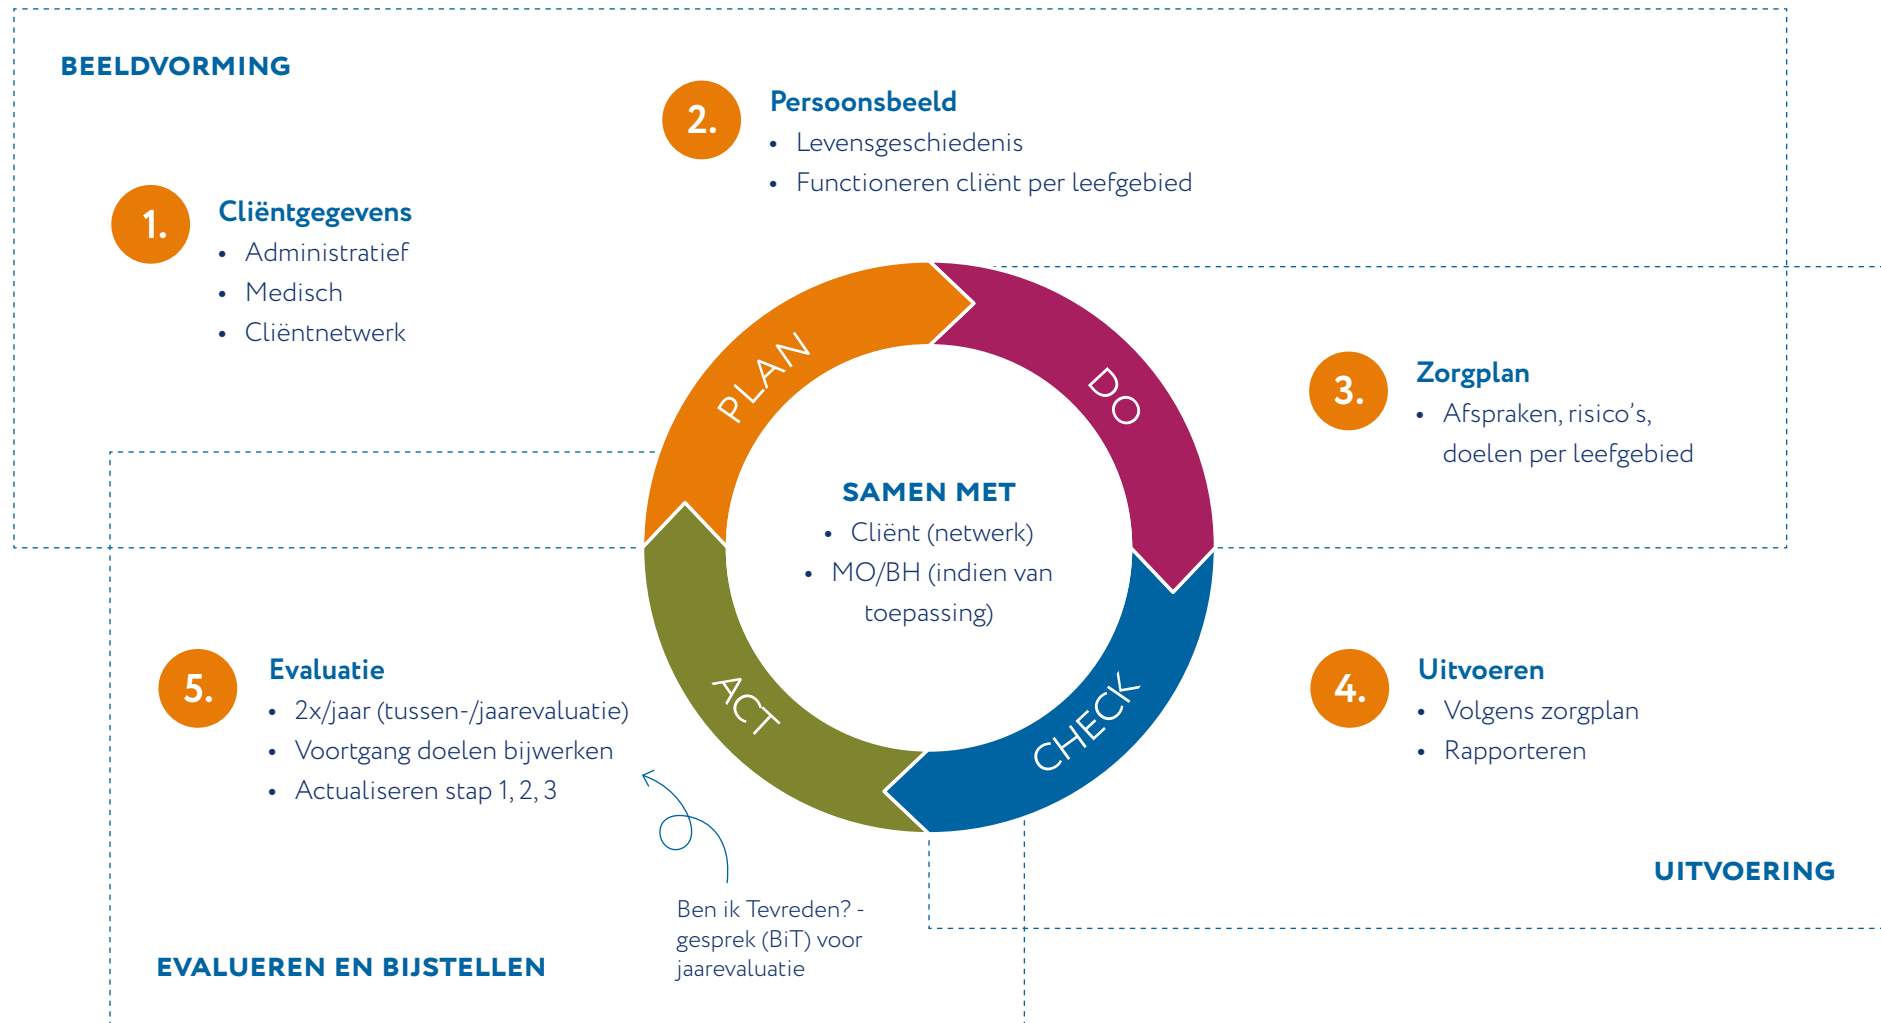 BEELDVORMING
1.
Cliëntgegevens
• Administratief
• Medisch
• Cliëntnetwerk
2.
Persoonsbeeld
• Levensgeschiedenis
• Functioneren cliënt per leefgebied
PLAN
DO
CHECK
ACT
SAMEN MET
• Cliënt (netwerk)
• MO/BH (indien van
toepassing)
3.
Zorgplan
• Afspraken, risico's,
doelen per leefgebied
4.
Uitvoeren
• Volgens zorgplan
• Rapporteren
UITVOERING
5.
Evaluatie
• 2x/jaar (tussen-/jaarevaluatie)
• Voortgang doelen bijwerken
• Actualiseren stap 1, 2, 3
Ben ik Tevreden? -
gesprek (BiT) voor
jaarevaluatie
EVALUEREN EN BIJSTELLEN